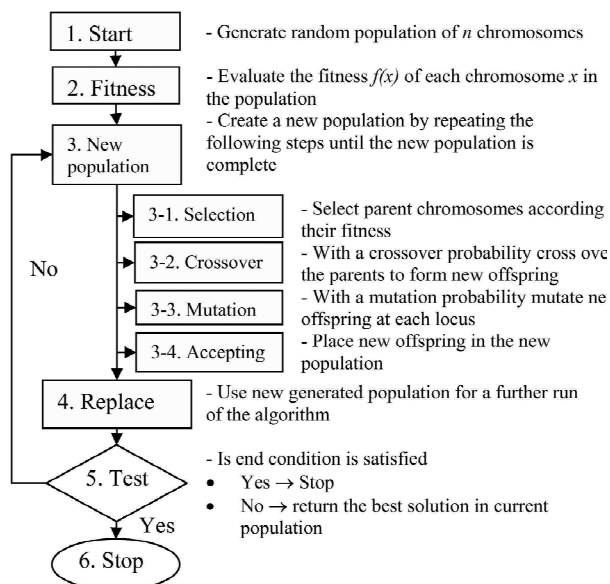 1. Start
- Generate random population of n chromosomes
2. Fitness
- Evaluate the fitness f(x) of each chromosome x in
the population
3. New
population
- Create a new population by repeating the
following steps until the new population is
complete
3-1. Selection
- Select parent chromosomes according
their fitness
3-2. Crossover
- With a crossover probability cross ove
the parents to form new offspring
3-3. Mutation
- With a mutation probability mutate ne
offspring at each locus
3-4. Accepting
- Place new offspring in the new
population
No
4. Replace
- Use new generated population for a further run
of the algorithm
5. Test
- Is end condition is satisfied
• Yes → Stop
• No → return the best solution in current
population
Yes
6. Stop